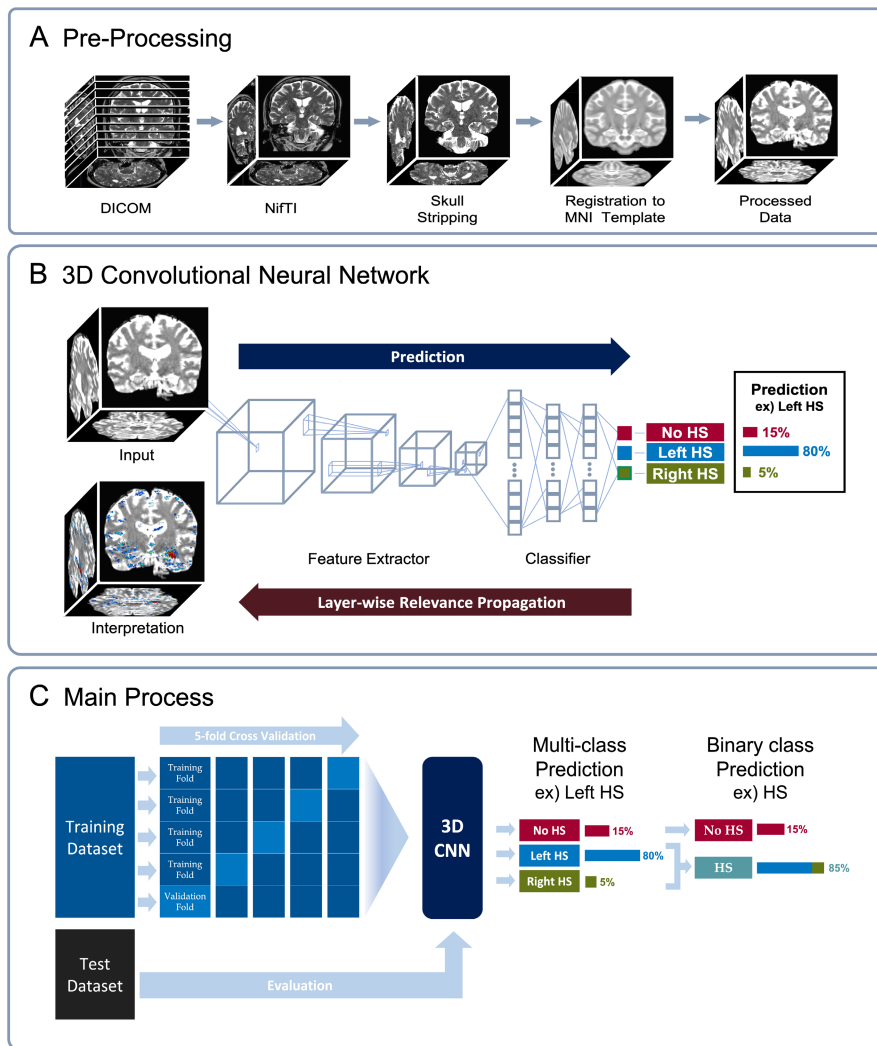 A Pre-Processing
DICOM
NifTI
Skull
Stripping
Registration to
MNI Template
Processed
Data
B 3D Convolutional Neural Network
Prediction
Input
Prediction
ex) Left HS
No HS
15%
Left HS
80%
Right HS
5%
Feature Extractor
Classifier
Layer-wise Relevance Propagation
Interpretation
C Main Process
5-fold Cross Validation
Training
Dataset
Training
Fold
Training
Fold
Training
Fold
Training
Fold
Validation
Fold
3D
CNN
Multi-class
Prediction
ex) Left HS
No HS
15%
Left HS
80%
Right HS
5%
Binary class
Prediction
ex) HS
No HS
15%
HS
85%
Test
Dataset
Evaluation